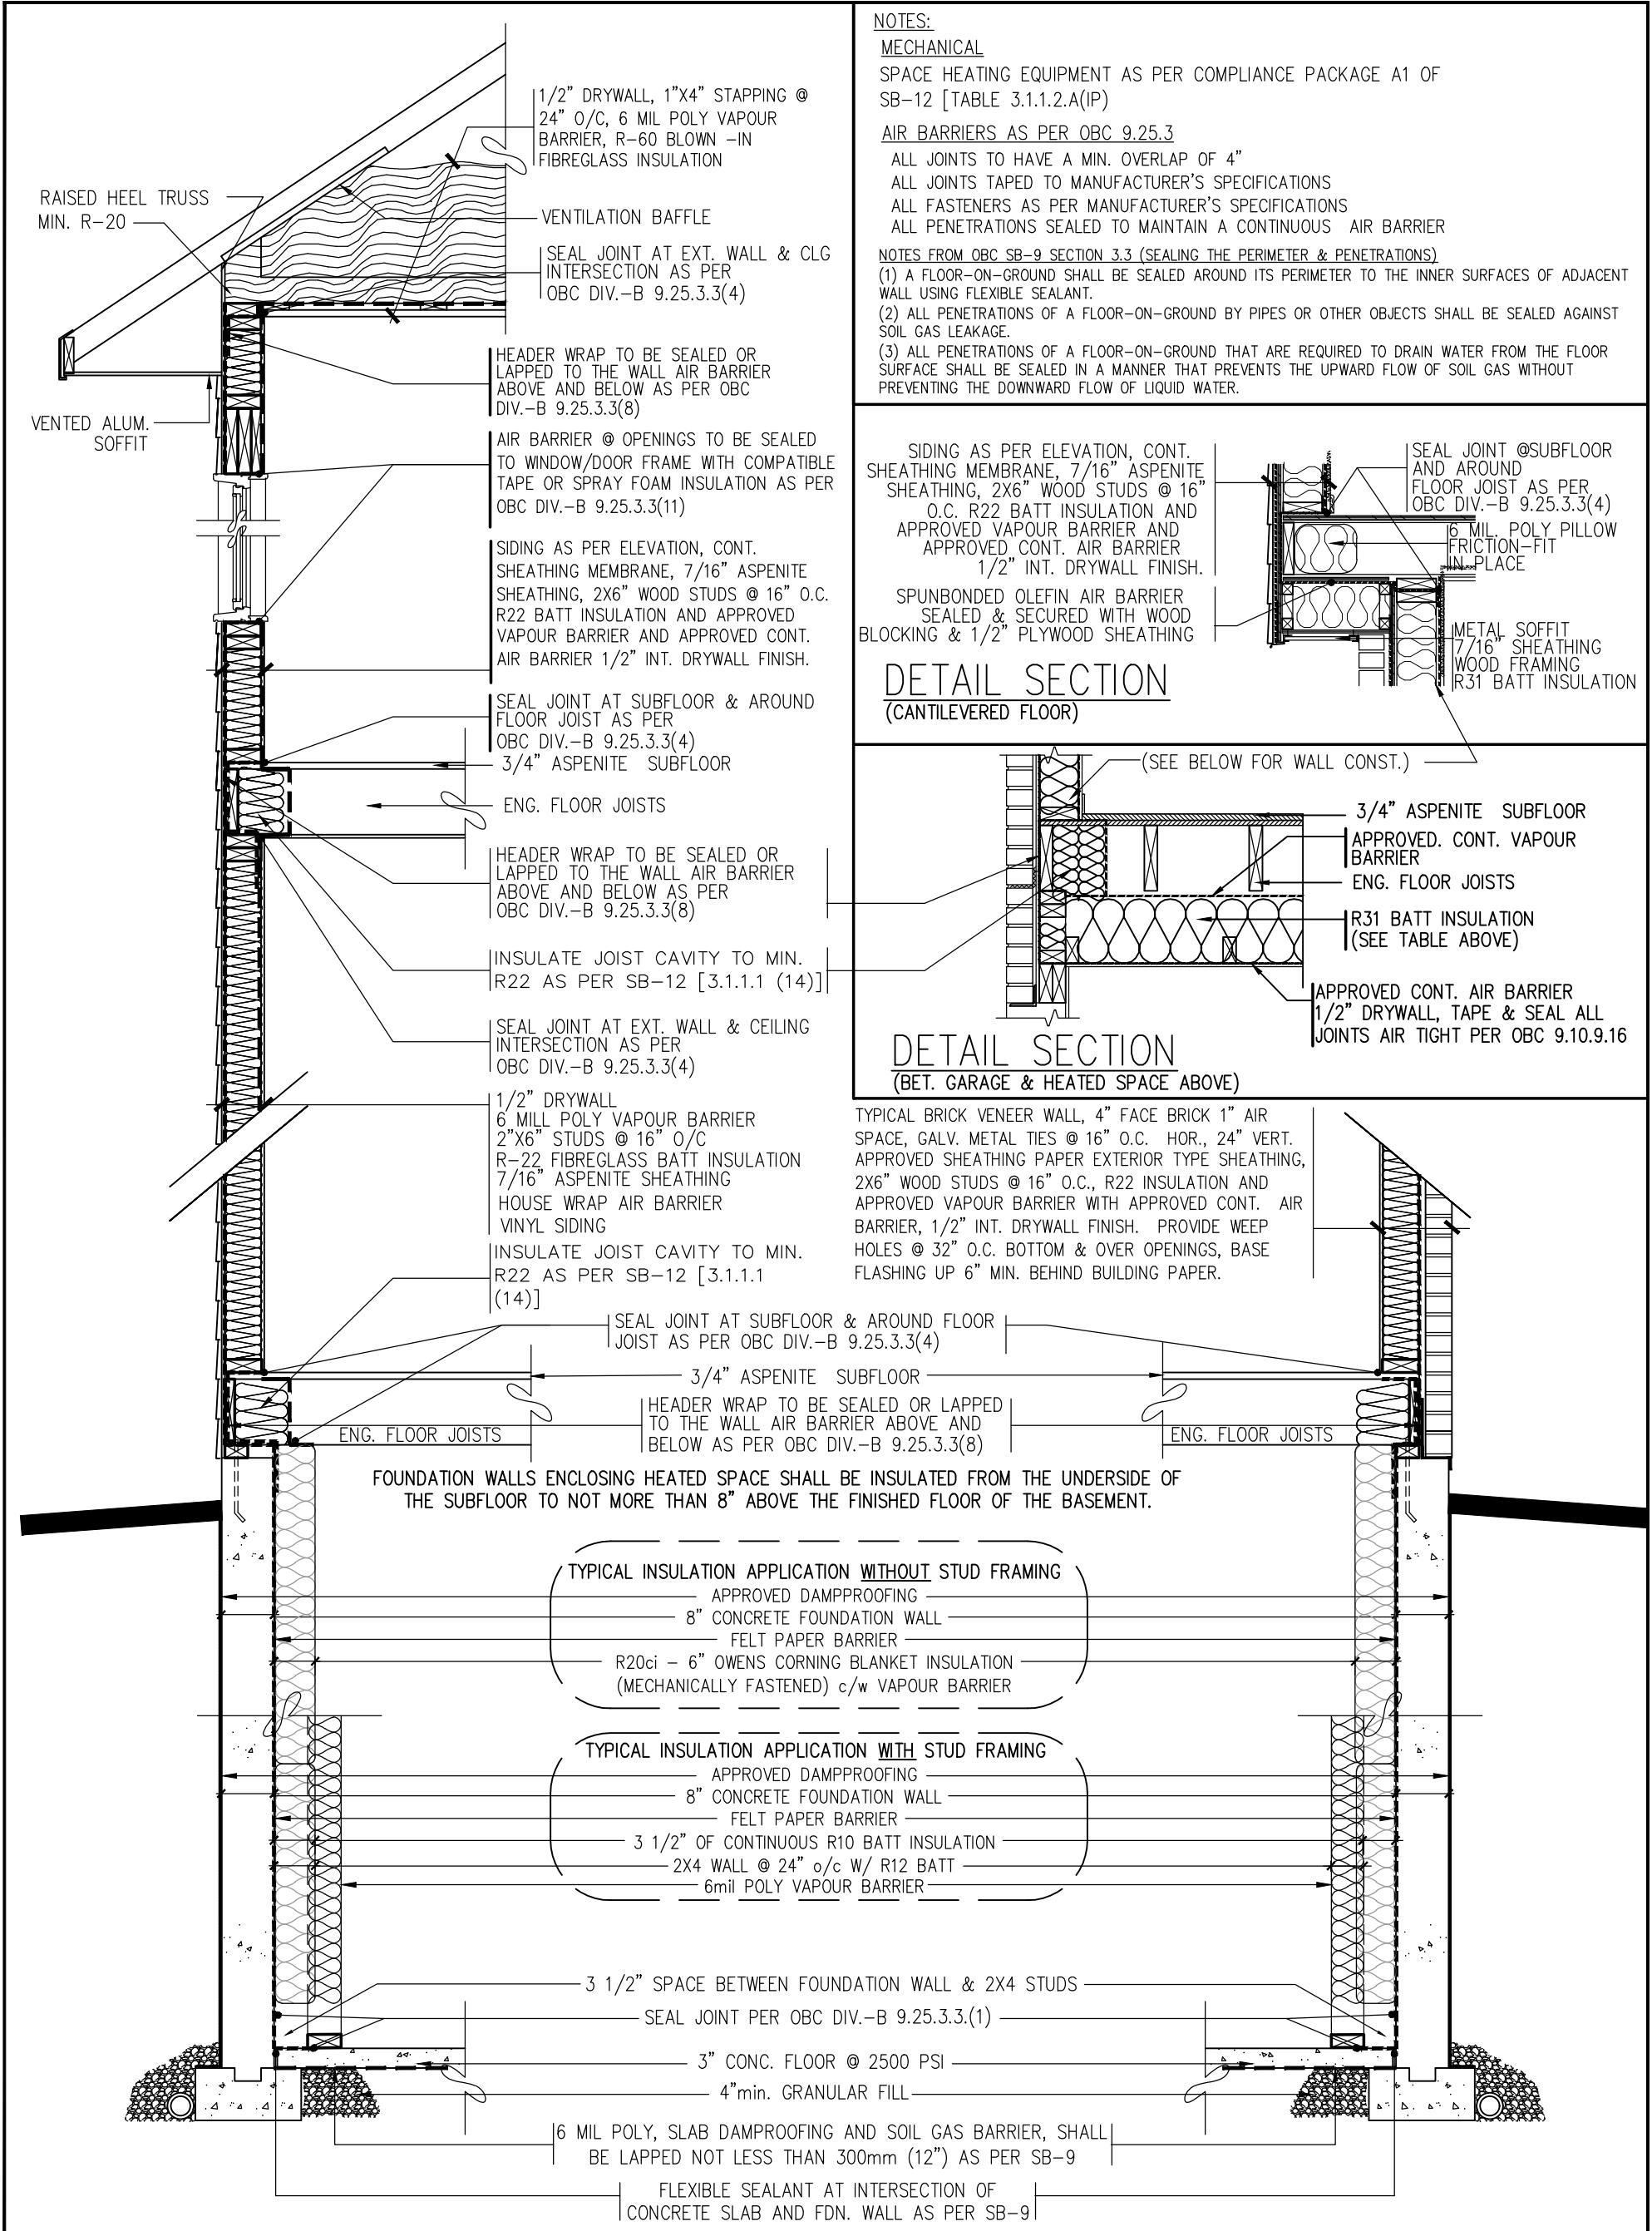 1/2" DRYWALL, 1"X4" STAPPING @
24" O/C, 6 MIL POLY VAPOUR
BARRIER, R-60 BLOWN -IN
FIBREGLASS INSULATION
RAISED HEEL TRUSS
MIN. R-20
VENTILATION BAFFLE
SEAL JOINT AT EXT. WALL & CLG
INTERSECTION AS PER
OBC DIV.-B 9.25.3.3(4)
HEADER WRAP TO BE SEALED OR
LAPPED TO THE WALL AIR BARRIER
ABOVE AND BELOW AS PER OBC
DIV.-B 9.25.3.3(8)
VENTED ALUM.
SOFFIT
AIR BARRIER @ OPENINGS TO BE SEALED
TO WINDOW/DOOR FRAME WITH COMPATIBLE
TAPE OR SPRAY FOAM INSULATION AS PER
OBC DIV.-B 9.25.3.3(11)
SIDING AS PER ELEVATION, CONT.
SHEATHING MEMBRANE, 7/16" ASPENITE
SHEATHING, 2X6" WOOD STUDS @ 16" O.C.
R22 BATT INSULATION AND APPROVED
VAPOUR BARRIER AND APPROVED CONT.
AIR BARRIER 1/2" INT. DRYWALL FINISH.
SEAL JOINT AT SUBFLOOR & AROUND
FLOOR JOIST AS PER
OBC DIV.-B 9.25.3.3(4)
3/4" ASPENITE SUBFLOOR
ENG. FLOOR JOISTS
HEADER WRAP TO BE SEALED OR
LAPPED TO THE WALL AIR BARRIER
ABOVE AND BELOW AS PER
OBC DIV.-B 9.25.3.3(8)
INSULATE JOIST CAVITY TO MIN.
R22 AS PER SB-12 [3.1.1.1 (14)]
SEAL JOINT AT EXT. WALL & CEILING
INTERSECTION AS PER
OBC DIV.-B 9.25.3.3(4)
1/2" DRYWALL
6 MILL POLY VAPOUR BARRIER
2"X6" STUDS @ 16" O/C
R-22 FIBREGLASS BATT INSULATION
7/16" ASPENITE SHEATHING
HOUSE WRAP AIR BARRIER
VINYL SIDING
INSULATE JOIST CAVITY TO MIN.
R22 AS PER SB-12 [3.1.1.1
(14)]
NOTES:
MECHANICAL
SPACE HEATING EQUIPMENT AS PER COMPLIANCE PACKAGE A1 OF
SB-12 [TABLE 3.1.1.2.A(IP)
AIR BARRIERS AS PER OBC 9.25.3
ALL JOINTS TO HAVE A MIN. OVERLAP OF 4"
ALL JOINTS TAPED TO MANUFACTURER'S SPECIFICATIONS
ALL FASTENERS AS PER MANUFACTURER'S SPECIFICATIONS
ALL PENETRATIONS SEALED TO MAINTAIN A CONTINUOUS AIR BARRIER
NOTES FROM OBC SB-9 SECTION 3.3 (SEALING THE PERIMETER & PENETRATIONS)
(1) A FLOOR-ON-GROUND SHALL BE SEALED AROUND ITS PERIMETER TO THE INNER SURFACES OF ADJACENT
WALL USING FLEXIBLE SEALANT.
(2) ALL PENETRATIONS OF A FLOOR-ON-GROUND BY PIPES OR OTHER OBJECTS SHALL BE SEALED AGAINST
SOIL GAS LEAKAGE.
(3) ALL PENETRATIONS OF A FLOOR-ON-GROUND THAT ARE REQUIRED TO DRAIN WATER FROM THE FLOOR
SURFACE SHALL BE SEALED IN A MANNER THAT PREVENTS THE UPWARD FLOW OF SOIL GAS WITHOUT
PREVENTING THE DOWNWARD FLOW OF LIQUID WATER.
SIDING AS PER ELEVATION, CONT.
SHEATHING MEMBRANE, 7/16" ASPENITE
SHEATHING, 2X6" WOOD STUDS @ 16"
O.C. R22 BATT INSULATION AND
APPROVED VAPOUR BARRIER AND
APPROVED CONT. AIR BARRIER
1/2" INT. DRYWALL FINISH.
SPUNBONDED OLEFIN AIR BARRIER
SEALED & SECURED WITH WOOD
BLOCKING & 1/2" PLYWOOD SHEATHING
SEAL JOINT @SUBFLOOR
AND AROUND
FLOOR JOIST AS PER
OBC DIV.-B 9.25.3.3(4)
6 MIL. POLY PILLOW
FRICTION-FIT
IN PLACE
METAL SOFFIT
7/16" SHEATHING
WOOD FRAMING
R31 BATT INSULATION
DETAIL SECTION
(CANTILEVERED FLOOR)
(SEE BELOW FOR WALL CONST.)
3/4" ASPENITE SUBFLOOR
APPROVED. CONT. VAPOUR
BARRIER
ENG. FLOOR JOISTS
R31 BATT INSULATION
(SEE TABLE ABOVE)
APPROVED CONT. AIR BARRIER
1/2" DRYWALL, TAPE & SEAL ALL
JOINTS AIR TIGHT PER OBC 9.10.9.16
DETAIL SECTION
(BET. GARAGE & HEATED SPACE ABOVE)
TYPICAL BRICK VENEER WALL, 4" FACE BRICK 1" AIR
SPACE, GALV. METAL TIES @ 16" O.C. HOR., 24" VERT.
APPROVED SHEATHING PAPER EXTERIOR TYPE SHEATHING,
2X6" WOOD STUDS @ 16" O.C., R22 INSULATION AND
APPROVED VAPOUR BARRIER WITH APPROVED CONT. AIR
BARRIER, 1/2" INT. DRYWALL FINISH. PROVIDE WEEP
HOLES @ 32" O.C. BOTTOM & OVER OPENINGS, BASE
FLASHING UP 6" MIN. BEHIND BUILDING PAPER.
SEAL JOINT AT SUBFLOOR & AROUND FLOOR
JOIST AS PER OBC DIV.-B 9.25.3.3(4)
3/4" ASPENITE SUBFLOOR
HEADER WRAP TO BE SEALED OR LAPPED
TO THE WALL AIR BARRIER ABOVE AND
BELOW AS PER OBC DIV.-B 9.25.3.3(8)
ENG. FLOOR JOISTS
ENG. FLOOR JOISTS
FOUNDATION WALLS ENCLOSING HEATED SPACE SHALL BE INSULATED FROM THE UNDERSIDE OF
THE SUBFLOOR TO NOT MORE THAN 8" ABOVE THE FINISHED FLOOR OF THE BASEMENT.
TYPICAL INSULATION APPLICATION WITHOUT STUD FRAMING
APPROVED DAMPPROOFING
8" CONCRETE FOUNDATION WALL
FELT PAPER BARRIER
R20ci - 6" OWENS CORNING BLANKET INSULATION
(MECHANICALLY FASTENED) c/w VAPOUR BARRIER
TYPICAL INSULATION APPLICATION WITH STUD FRAMING
APPROVED DAMPPROOFING
8" CONCRETE FOUNDATION WALL
FELT PAPER BARRIER
3 1/2" OF CONTINUOUS R10 BATT INSULATION
2X4 WALL @ 24" o/c W/ R12 BATT
6mil POLY VAPOUR BARRIER
3 1/2" SPACE BETWEEN FOUNDATION WALL & 2X4 STUDS
SEAL JOINT PER OBC DIV.-B 9.25.3.3.(1)
3" CONC. FLOOR @ 2500 PSI
4"min. GRANULAR FILL
6 MIL POLY, SLAB DAMPROOFING AND SOIL GAS BARRIER, SHALL
BE LAPPED NOT LESS THAN 300mm (12") AS PER SB-9
FLEXIBLE SEALANT AT INTERSECTION OF
CONCRETE SLAB AND FDN. WALL AS PER SB-9